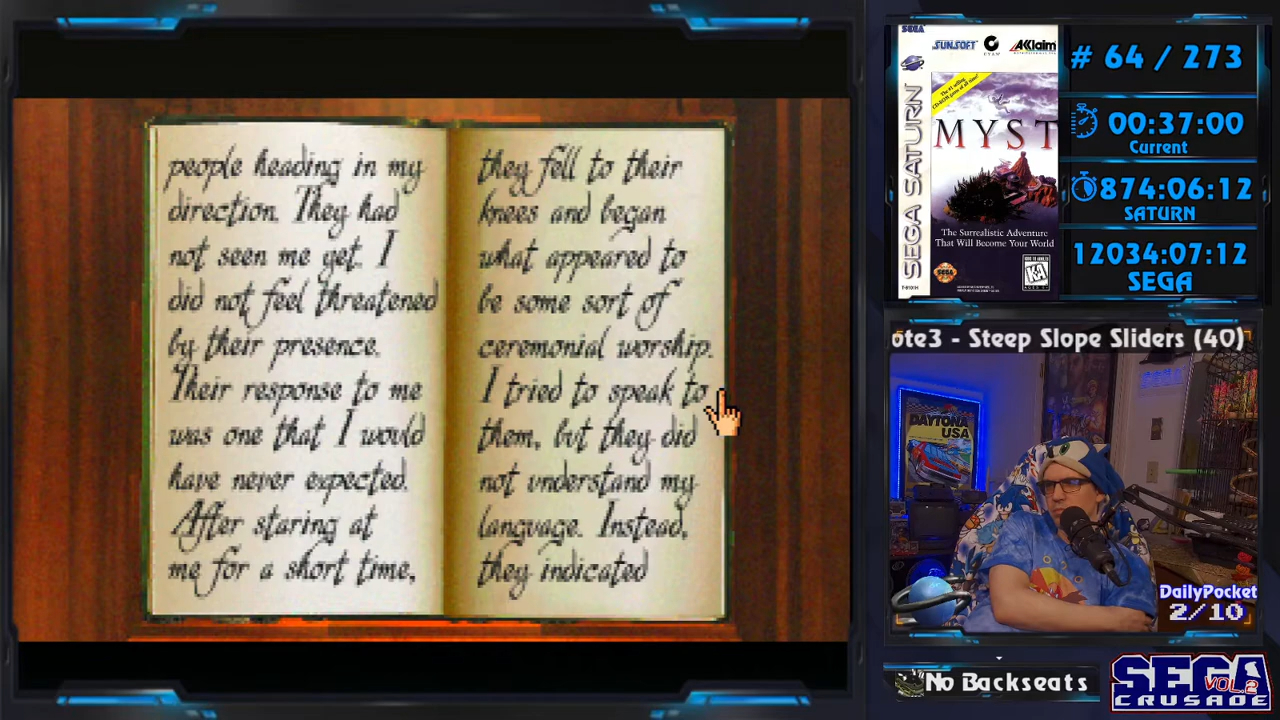 people heading in my
direction. They had
not seen me yet. I
did not feel threatened
by their presence.
Their response to me
was one that I would
have never expected.
After staring at
me for a short time,
they fell to their
knees and began
what appeared to
be some sort of
ceremonial worship.
I tried to speak to
them, but they did
not understand my
language. Instead,
they indicated
SEGA
SUNSOFT
CYAN
AKlaim
SEGA SATURN
MYST
The Surrealistic Adventure
That Will Become Your World
KA
# 64 / 273
00:37:00
Current
874:06:12
SATURN
12034:07:12
SEGA
ote3 - Steep Slope Sliders (40)
DAYTONA
USA
DailyPocket
2/10
No Backseats
SEGA
VOL.2
CRUSADE